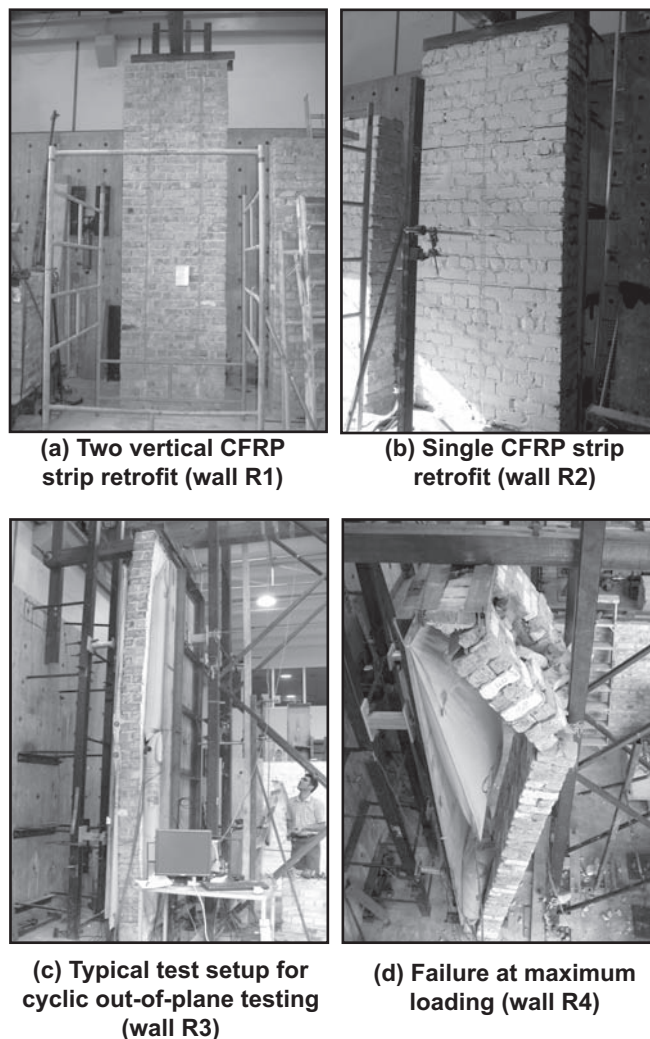 (a) Two vertical CFRP
strip retrofit (wall R1)
(b) Single CFRP strip
retrofit (wall R2)
(c) Typical test setup for
cyclic out-of-plane testing
(wall R3)
(d) Failure at maximum
loading (wall R4)